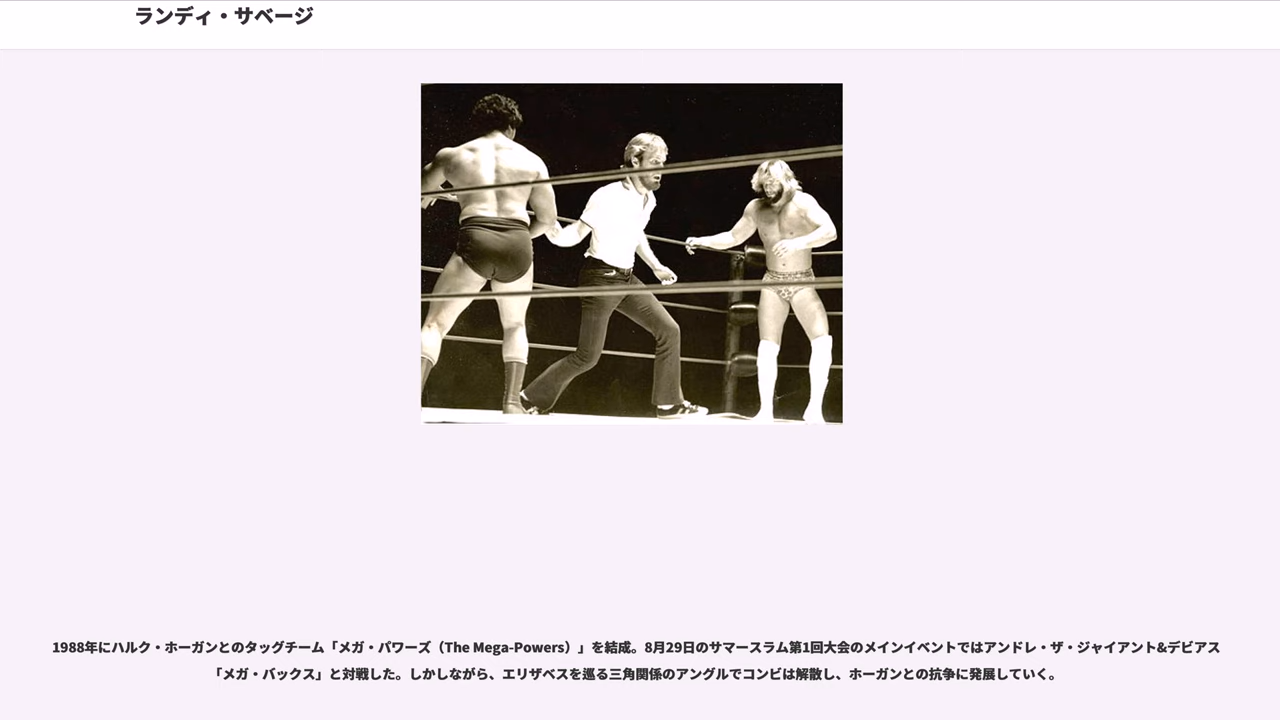 ランディ・サベージ
1988年にハルク・ホーガンとのタッグチーム「メガ・パワーズ（The Mega-Powers）」を結成。8月29日のサマースラム第1回大会のメインイベントではアンドレ・ザ・ジャイアント&デビアス
「メガ・バックス」と対戦した。しかしながら、エリザベスを巡る三角関係のアングルでコンビは解散し、ホーガンとの抗争に発展していく。